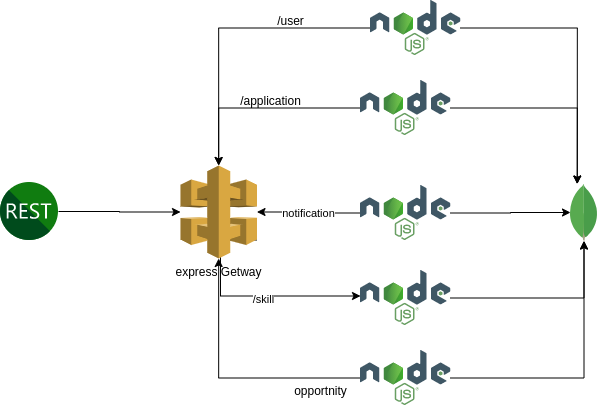 /user
node
JS
/application
node
JS
REST
notification
node
JS
express Getway
/skill
node
JS
opportnity
node
JS